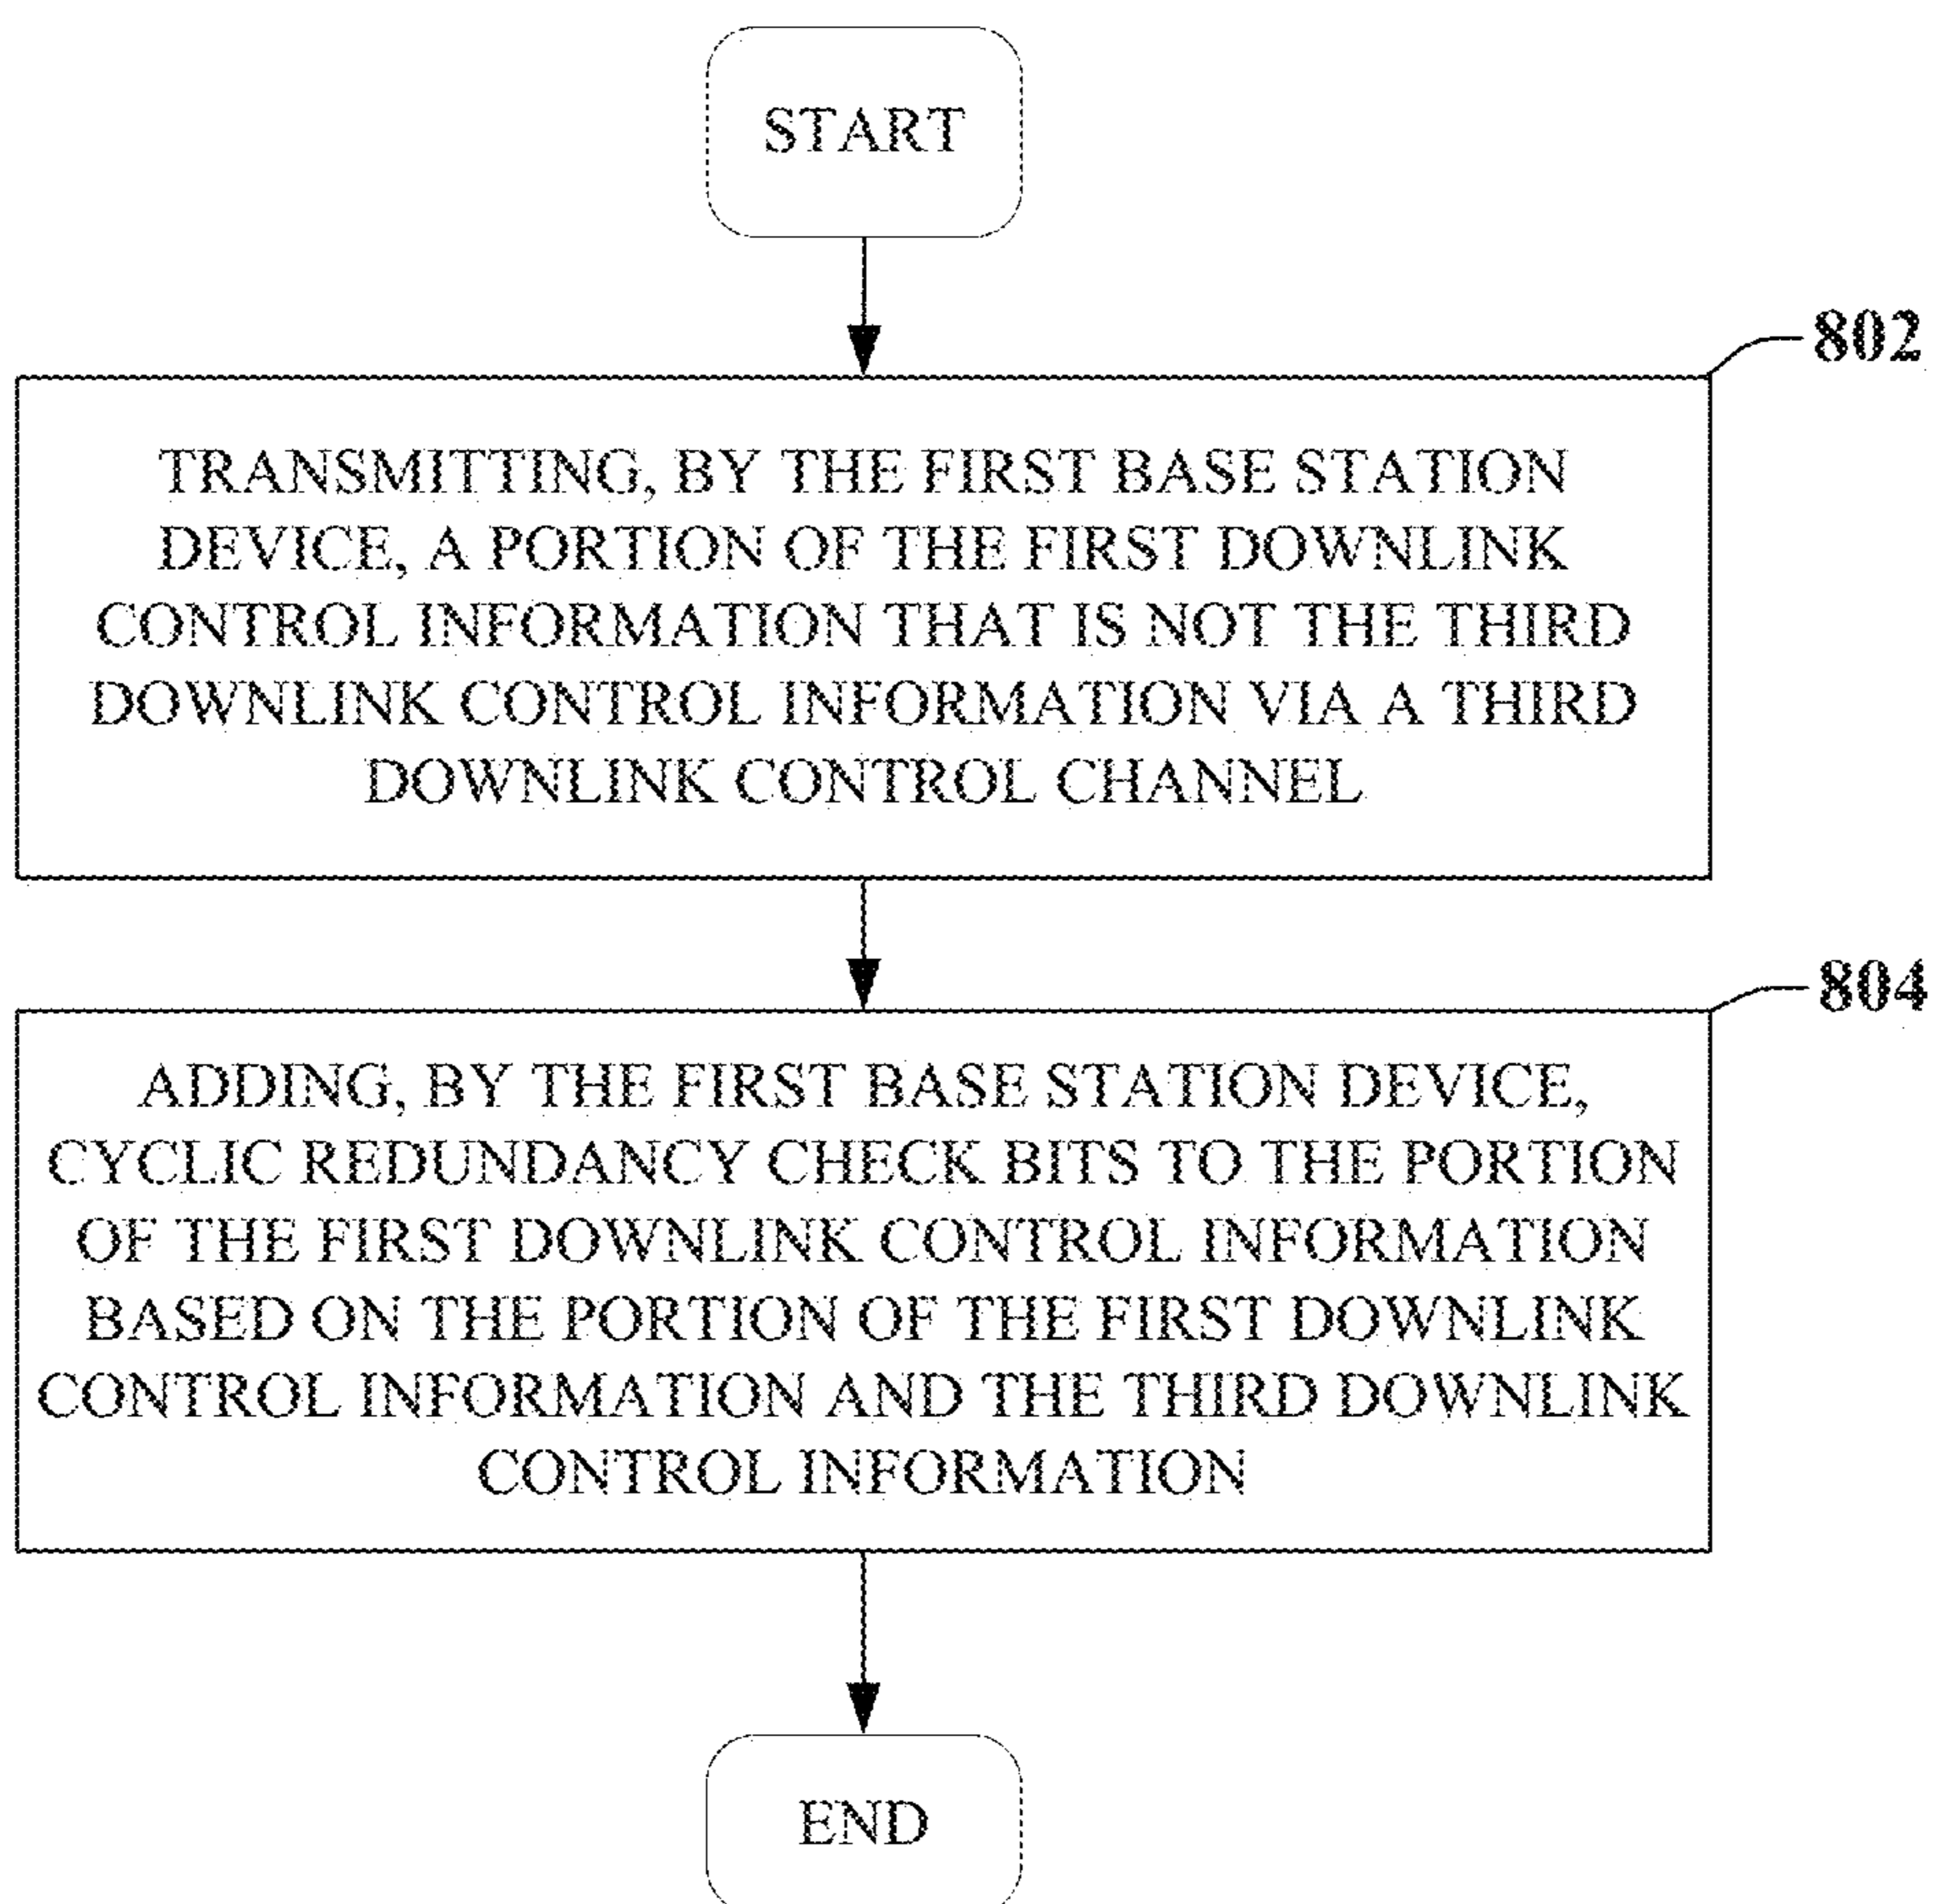 START
802
TRANSMITTING, BY THE FIRST BASE STATION
DEVICE, A PORTION OF THE FIRST DOWNLINK
CONTROL INFORMATION THAT IS NOT THE THIRD
DOWNLINK CONTROL INFORMATION VIA A THIRD
DOWNLINK CONTROL CHANNEL
804
ADDING, BY THE FIRST BASE STATION DEVICE,
CYCLIC REDUNDANCY CHECK BITS TO THE PORTION
OF THE FIRST DOWNLINK CONTROL INFORMATION
BASED ON THE PORTION OF THE FIRST DOWNLINK
CONTROL INFORMATION AND THE THIRD DOWNLINK
CONTROL INFORMATION
END